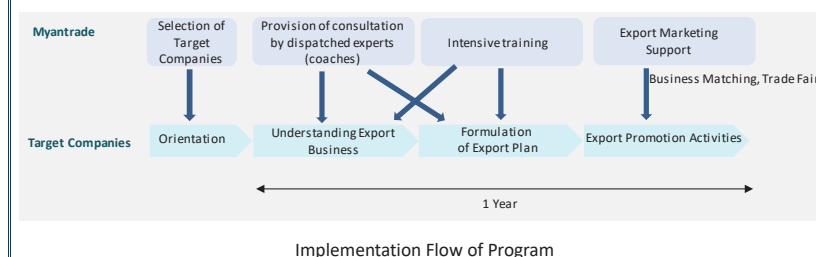 Myantrade
Selection of
Target
Companies
Provision of consultation
by dispatched experts
(coaches)
Intensive training
Export Marketing
Support
Business Matching, Trade Fair
Target Companies
Orientation
Understanding Export
Business
Formulation
of Export Plan
Export Promotion Activities
1 Year
Implementation Flow of Program